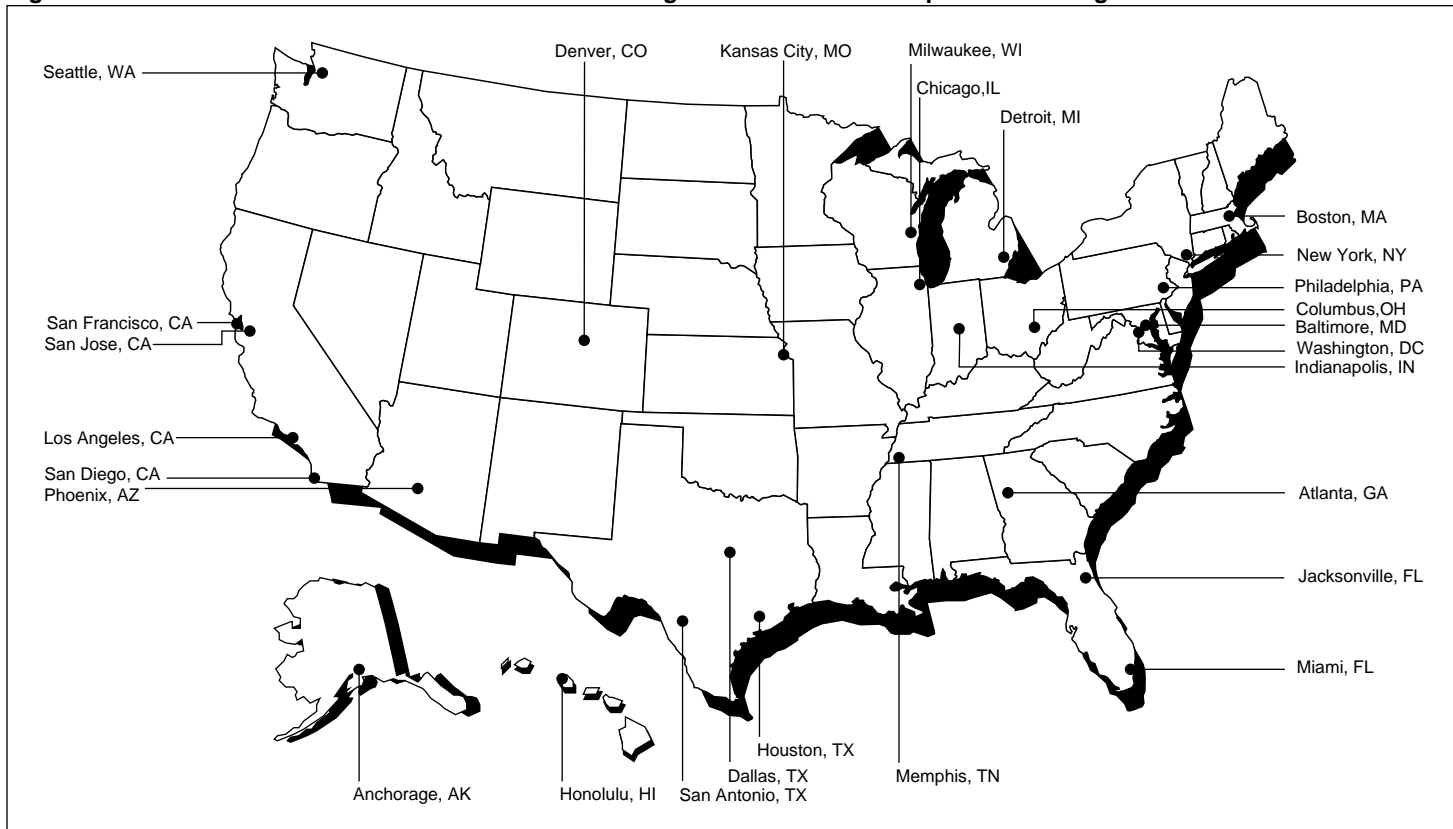 Denver, CO
Kansas City, MO
Milwaukee, WI
Seattle, WA
Chicago,IL
Detroit, MI
Boston, MA
New York, NY
Philadelphia, PA
Columbus,OH
Baltimore, MD
Washington, DC
Indianapolis, IN
San Francisco, CA
San Jose, CA
Los Angeles, CA
San Diego, CA
Phoenix, AZ
Atlanta, GA
Jacksonville, FL
Miami, FL
Houston, TX
Dallas, TX
Memphis, TN
Anchorage, AK
Honolulu, HI
San Antonio, TX